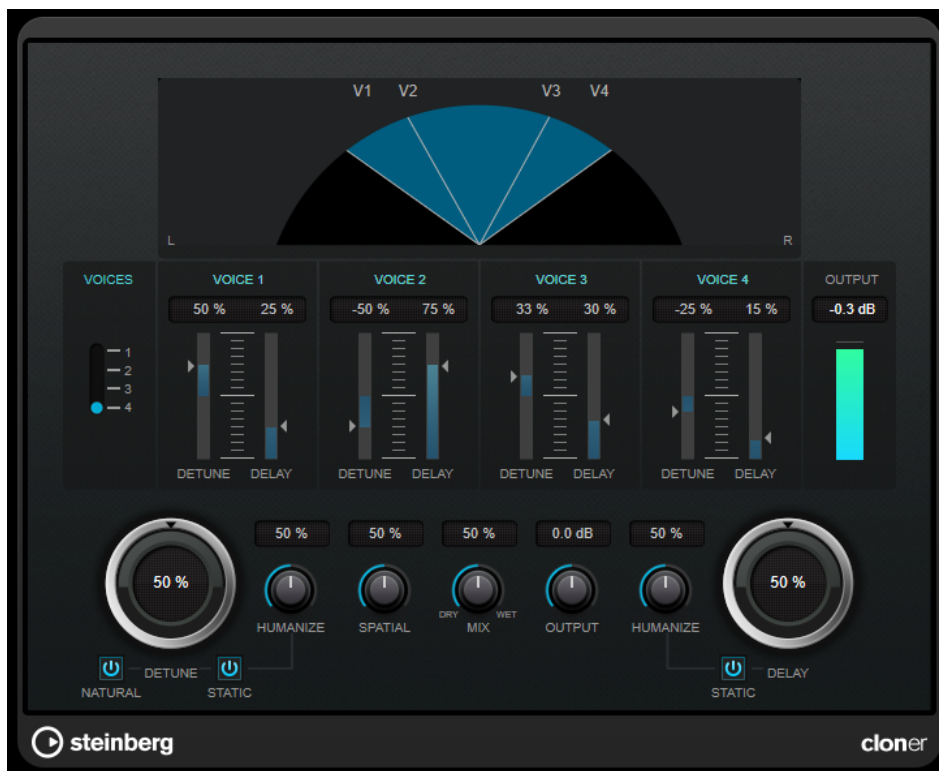 V1 V2 V3 V4
L R
VOICES VOICE 1 VOICE 2 VOICE 3 VOICE 4 OUTPUT
50 % 25 % -50 % 75 % 33 % 30 % -25 % 15 % -0.3 dB
1
2
3
4
DETUNE DELAY DETUNE DELAY DETUNE DELAY DETUNE DELAY
50 % 50 % 50 % 0.0 dB 50 %
50 % 50 %
DRY WET
HUMANIZE SPATIAL MIX OUTPUT HUMANIZE
DETUNE DELAY
NATURAL STATIC STATIC
steinberg cloner